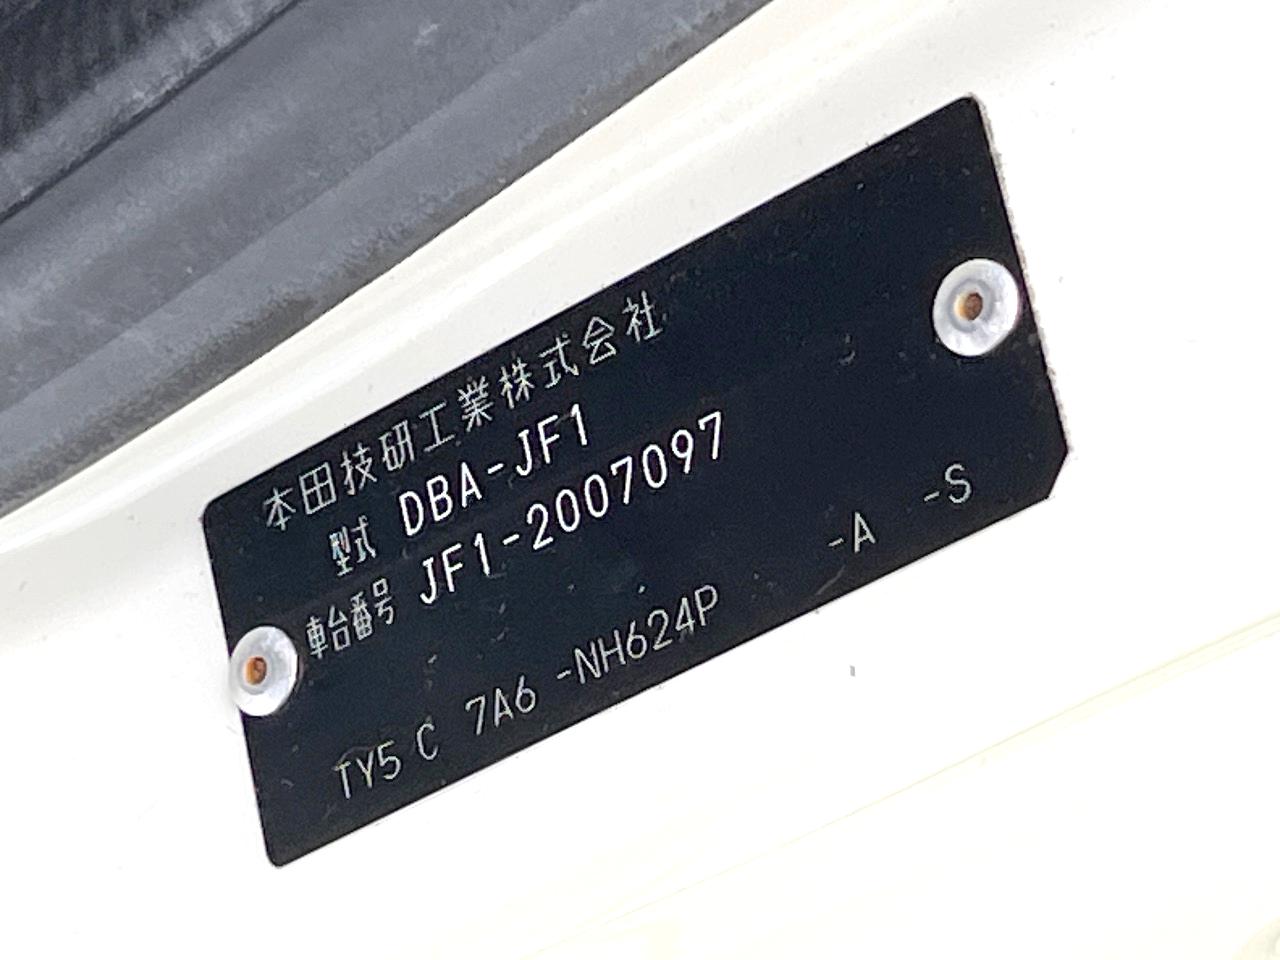 本田技研工業株式会社
型式 DBA-JF1
車台番号 JF1-2007097
TY5 C 7A6 -NH624P -A -S